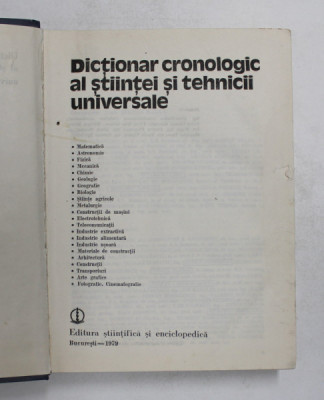 Dicționar cronologic
al științei și tehnicii
universale
• Matematică
• Astronomie
• Fizică
• Mecanică
• Chimie
• Geologie
• Geografie
• Biologie
• Științe agricole
• Metalurgie
• Construcții de mașini
• Electrotehnică
• Telecomunicații
• Industrie extractivă
• Industrie alimentară
• Industrie ușoară
• Materiale de construcții
• Arhitectură
• Construcții
• Transporturi
• Arte grafice
• Fotografie, Cinematografie
Editura științifică și enciclopedică
București—1979